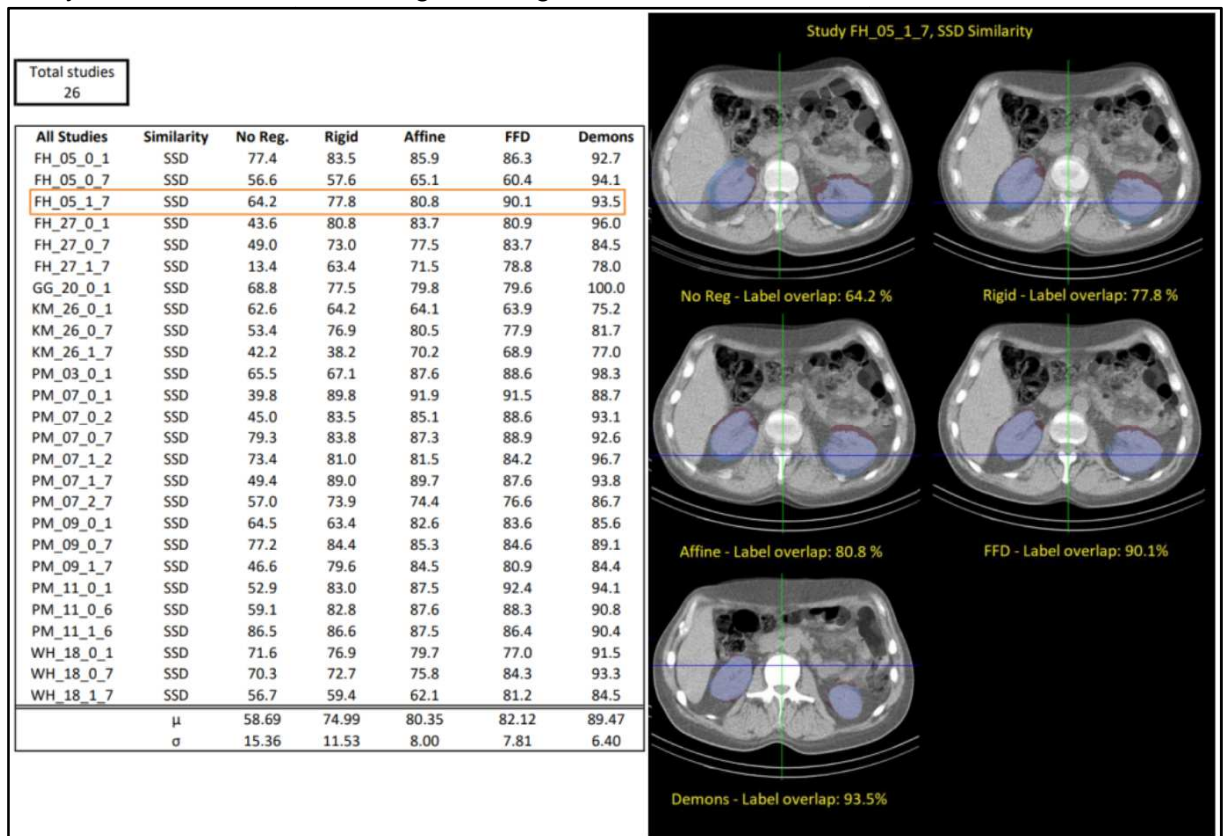 Total studies
26
All Studies Similarity No Reg. Rigid Affine FFD Demons
FH_05_0_1 SSD 77.4 83.5 85.9 86.3 92.7
FH_05_0_7 SSD 56.6 57.6 65.1 60.4 94.1
FH_05_1_7 SSD 64.2 77.8 80.8 90.1 93.5
FH_27_0_1 SSD 43.6 80.8 83.7 80.9 96.0
FH_27_0_7 SSD 49.0 73.0 77.5 83.7 84.5
FH_27_1_7 SSD 13.4 63.4 71.5 78.8 78.0
GG_20_0_1 SSD 68.8 77.5 79.8 79.6 100.0
KM_26_0_1 SSD 62.6 64.2 64.1 63.9 75.2
KM_26_0_7 SSD 53.4 76.9 80.5 77.9 81.7
KM_26_1_7 SSD 42.2 38.2 70.2 68.9 77.0
PM_03_0_1 SSD 65.5 67.1 87.6 88.6 98.3
PM_07_0_1 SSD 39.8 89.8 91.9 91.5 88.7
PM_07_0_2 SSD 45.0 83.5 85.1 88.6 93.1
PM_07_0_7 SSD 79.3 83.8 87.3 88.9 92.6
PM_07_1_2 SSD 73.4 81.0 81.5 84.2 96.7
PM_07_1_7 SSD 49.4 89.0 89.7 87.6 93.8
PM_07_2_7 SSD 57.0 73.9 74.4 76.6 86.7
PM_09_0_1 SSD 64.5 63.4 82.6 83.6 85.6
PM_09_0_7 SSD 77.2 84.4 85.3 84.6 89.1
PM_09_1_7 SSD 46.6 79.6 84.5 80.9 84.4
PM_11_0_1 SSD 52.9 83.0 87.5 92.4 94.1
PM_11_0_6 SSD 59.1 82.8 87.6 88.3 90.8
PM_11_1_6 SSD 86.5 86.6 87.5 86.4 90.4
WH_18_0_1 SSD 71.6 76.9 79.7 77.0 91.5
WH_18_0_7 SSD 70.3 72.7 75.8 84.3 93.3
WH_18_1_7 SSD 56.7 59.4 62.1 81.2 84.5
μ 58.69 74.99 80.35 82.12 89.47
σ 15.36 11.53 8.00 7.81 6.40
Study FH_05_1_7, SSD Similarity
No Reg - Label overlap: 64.2 %
Rigid - Label overlap: 77.8 %
Affine - Label overlap: 80.8 %
FFD - Label overlap: 90.1%
Demons - Label overlap: 93.5%